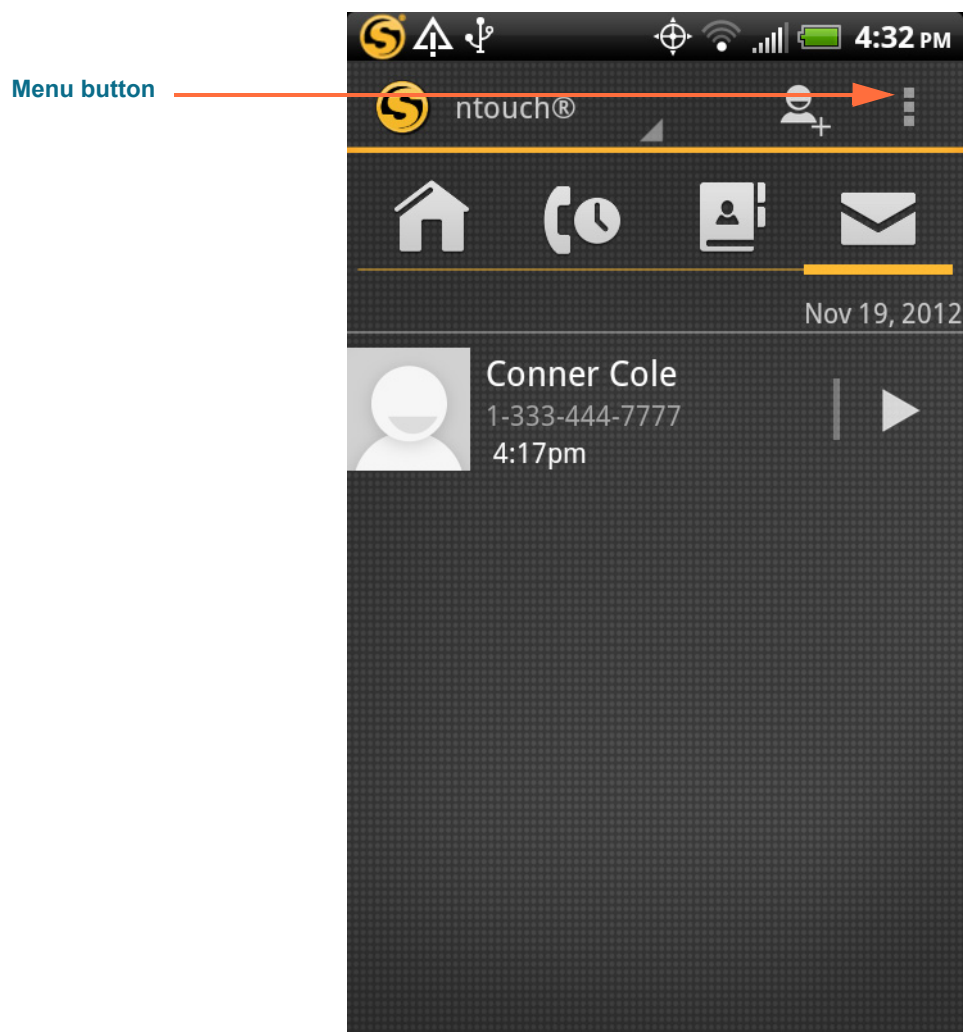 4:32 PM
Menu button
ntouch®
Nov 19, 2012
Conner Cole
1-333-444-7777
4:17pm